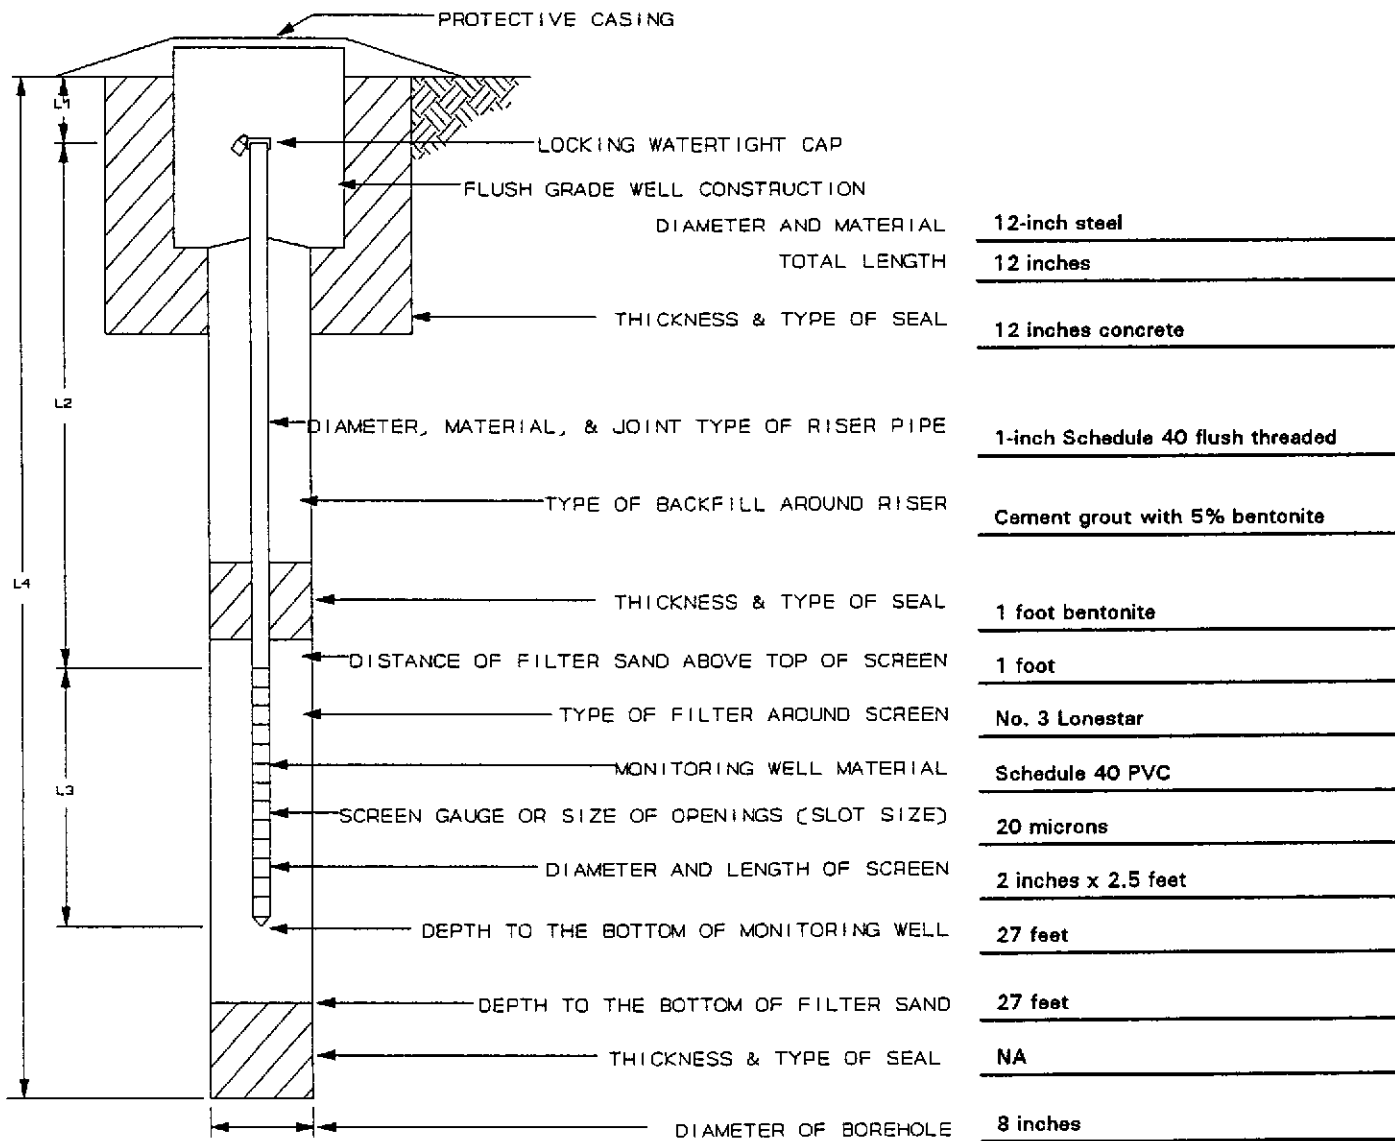 PROTECTIVE CASING
L1
LOCKING WATERTIGHT CAP
FLUSH GRADE WELL CONSTRUCTION
DIAMETER AND MATERIAL 12-inch steel
TOTAL LENGTH 12 inches
THICKNESS & TYPE OF SEAL 12 inches concrete
L2
DIAMETER, MATERIAL, & JOINT TYPE OF RISER PIPE 1-inch Schedule 40 flush threaded
TYPE OF BACKFILL AROUND RISER Cement grout with 5% bentonite
L4
THICKNESS & TYPE OF SEAL 1 foot bentonite
DISTANCE OF FILTER SAND ABOVE TOP OF SCREEN 1 foot
TYPE OF FILTER AROUND SCREEN No. 3 Lonestar
MONITORING WELL MATERIAL Schedule 40 PVC
L3
SCREEN GAUGE OR SIZE OF OPENINGS (SLOT SIZE) 20 microns
DIAMETER AND LENGTH OF SCREEN 2 inches x 2.5 feet
DEPTH TO THE BOTTOM OF MONITORING WELL 27 feet
DEPTH TO THE BOTTOM OF FILTER SAND 27 feet
THICKNESS & TYPE OF SEAL NA
DIAMETER OF BOREHOLE 8 inches